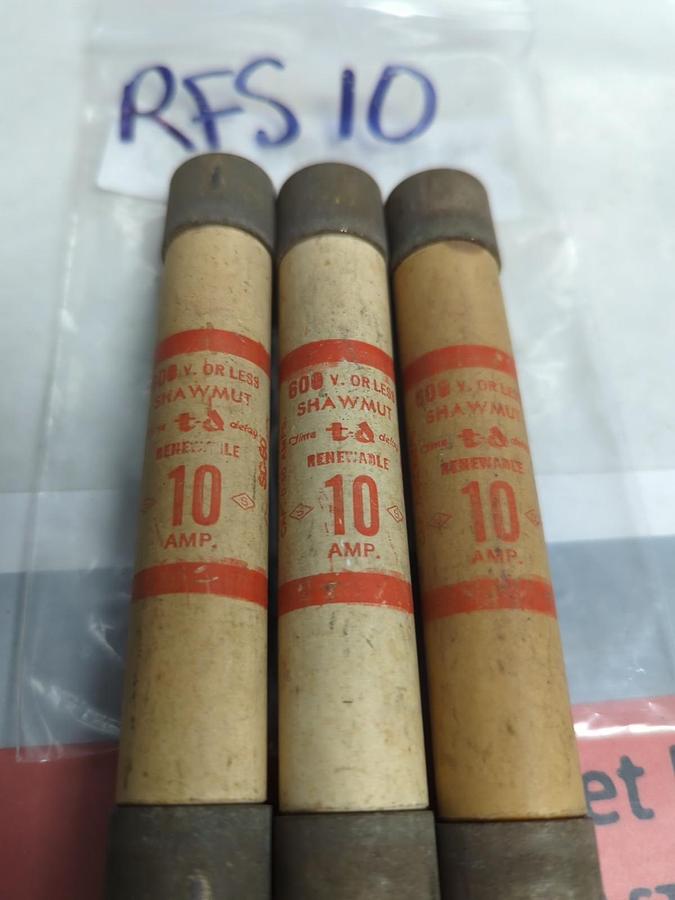 RFS 10
600 V. OR LESS
SHAWMUT
t-d delay
RENEWABLE
10
AMP.
600 V. OR LESS
SHAWMUT
time t-d delay
RENEWABLE
10
AMP.
600 V. OR LESS
SHAWMUT
time t-d delay
RENEWABLE
10
AMP.
et